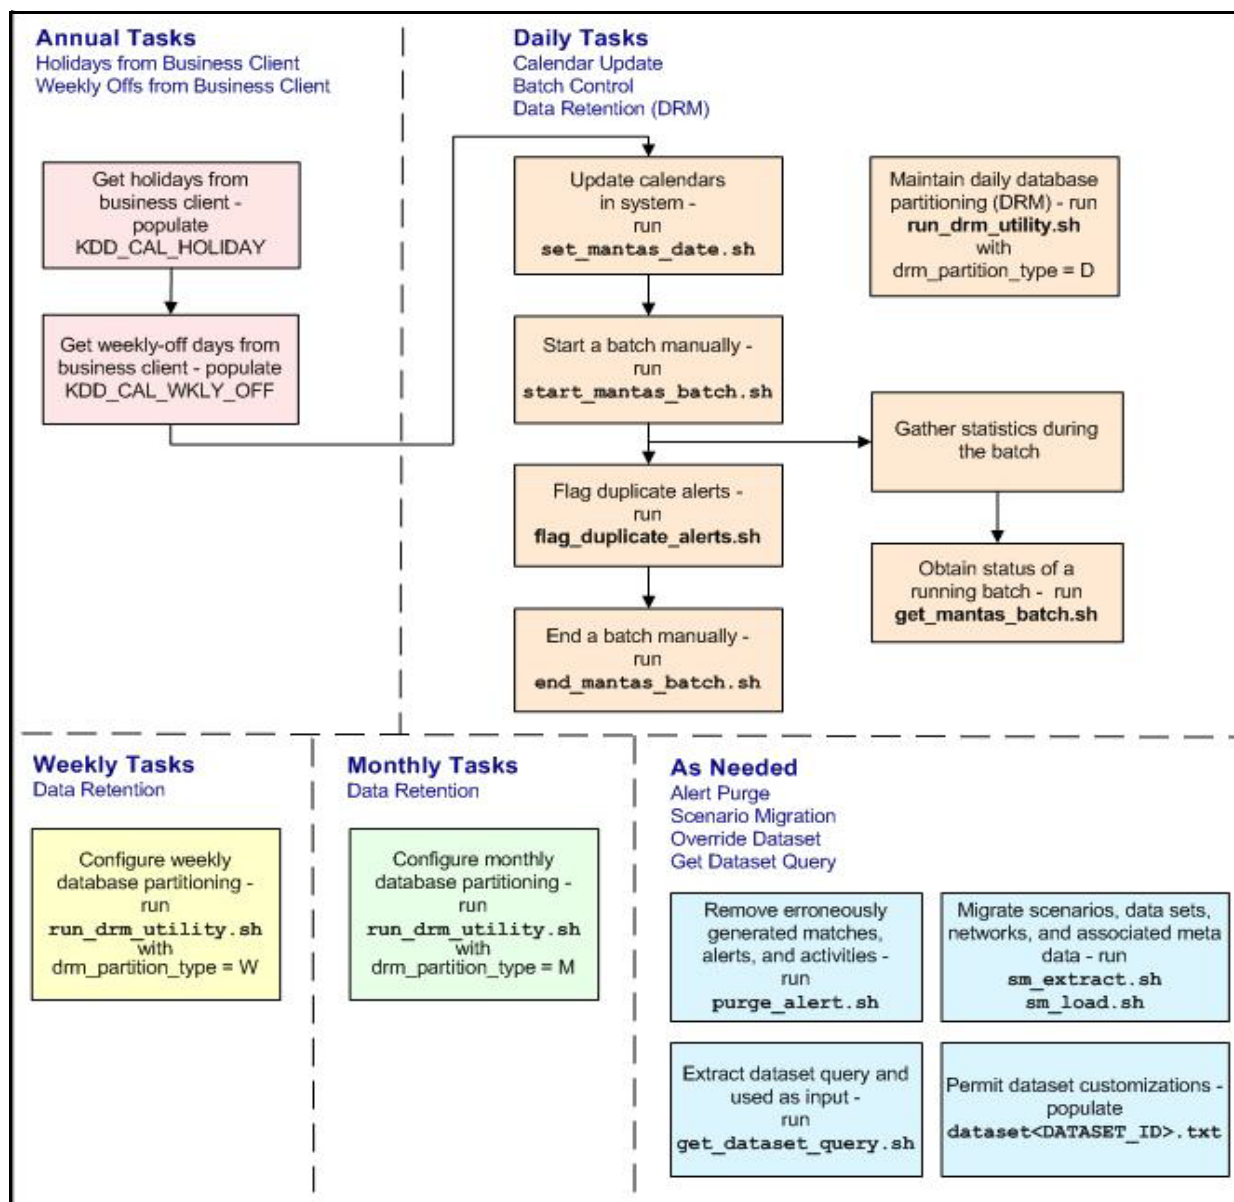 Annual Tasks
Holidays from Business Client
Weekly Offs from Business Client
Get holidays from
business client -
populate
KDD_CAL_HOLIDAY
Get weekly-off days from
business client - populate
KDD_CAL_WKLY_OFF
Daily Tasks
Calendar Update
Batch Control
Data Retention (DRM)
Update calendars
in system -
run
set_mantas_date.sh
Start a batch manually -
run
start_mantas_batch.sh
Flag duplicate alerts -
run
flag_duplicate_alerts.sh
End a batch manually -
run
end_mantas_batch.sh
Maintain daily database
partitioning (DRM) - run
run_drm_utility.sh
with
drm_partition_type = D
Gather statistics during
the batch
Obtain status of a
running batch - run
get_mantas_batch.sh
Weekly Tasks
Data Retention
Configure weekly
database partitioning -
run
run_drm_utility.sh
with
drm_partition_type = W
Monthly Tasks
Data Retention
Configure monthly
database partitioning -
run
run_drm_utility.sh
with
drm_partition_type = M
As Needed
Alert Purge
Scenario Migration
Override Dataset
Get Dataset Query
Remove erroneously
generated matches,
alerts, and activities -
run
purge_alert.sh
Migrate scenarios, data sets,
networks, and associated meta
data - run
sm_extract.sh
sm_load.sh
Extract dataset query and
used as input -
run
get_dataset_query.sh
Permit dataset customizations -
populate
dataset<DATASET_ID>.txt